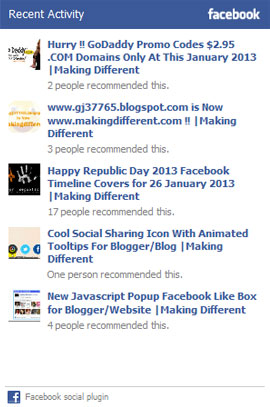 Recent Activity facebook
Hurry !! GoDaddy Promo Codes $2.95
.COM Domains Only At This January 2013
|Making Different
2 people recommended this.
www.gj37765.blogspot.com is Now
www.makingdifferent.com !! |Making
Different
3 people recommended this.
Happy Republic Day 2013 Facebook
Timeline Covers for 26 January 2013
|Making Different
17 people recommended this.
Cool Social Sharing Icon With Animated
Tooltips For Blogger/Blog |Making
Different
One person recommended this.
New Javascript Popup Facebook Like Box
for Blogger/Website |Making Different
4 people recommended this.
Facebook social plugin